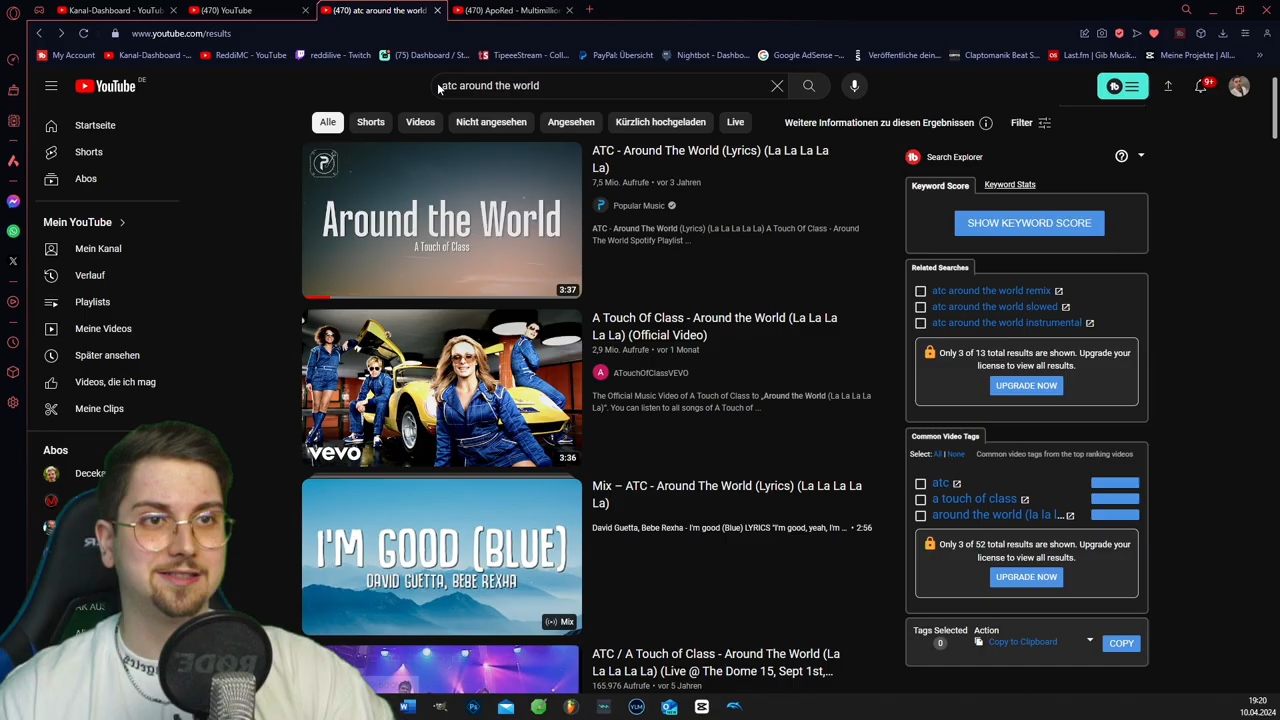 Kanal-Dashboard - YouTu
(470) YouTube
(470) atc around the world
(470) ApoRed - Multimillion
www.youtube.com/results
My Account
Kanal-Dashboard -...
ReddiMC - YouTube
reddilive - Twitch
(75) Dashboard / St...
TipeeeStream - Coll...
PayPal: Übersicht
Nightbot - Dashbo...
Google AdSense –...
Veröffentliche dein...
Claptomanik Beat S...
Last.fm | Gib Musik...
Meine Projekte | Al...
YouTube DE
atc around the world
9+
Startseite
Shorts
Abos
Mein YouTube
Mein Kanal
Verlauf
Playlists
Meine Videos
Später ansehen
Videos, die ich mag
Meine Clips
Abos
Deceka
AK AUS
Alle
Shorts
Videos
Nicht angesehen
Angesehen
Kürzlich hochgeladen
Live
Weitere Informationen zu diesen Ergebnissen
Filter
Around the World
A Touch of Class
3:37
ATC - Around The World (Lyrics) (La La La La
La)
7,5 Mio. Aufrufe • vor 3 Jahren
Popular Music
ATC - Around The World (Lyrics) (La La La La La) A Touch Of Class - Around
The World Spotify Playlist ...
vevo
3:36
A Touch Of Class - Around the World (La La La
La La) (Official Video)
2,9 Mio. Aufrufe • vor 1 Monat
A
ATouchOfClassVEVO
The Official Music Video of A Touch of Class to „Around the World (La La La La
La)". You can listen to all songs of A Touch of ...
I'M GOOD (BLUE)
DAVID GUETTA, BEBE REXHA
Mix
Mix – ATC - Around The World (Lyrics) (La La La La
La)
David Guetta, Bebe Rexha - I'm good (Blue) LYRICS "I'm good, yeah, I'm ... • 2:56
ATC / A Touch of Class - Around The World (La
La La La La) (Live @ The Dome 15, Sept 1st,...
165.976 Aufrufe • vor 5 Jahren
Search Explorer
Keyword Score
Keyword Stats
SHOW KEYWORD SCORE
Related Searches
atc around the world remix
atc around the world slowed
atc around the world instrumental
Only 3 of 13 total results are shown. Upgrade your
license to view all results.
UPGRADE NOW
Common Video Tags
Select: All | None
Common video tags from the top ranking videos
atc
a touch of class
around the world (la la l...
Only 3 of 52 total results are shown. Upgrade your
license to view all results.
UPGRADE NOW
Tags Selected
0
Action
Copy to Clipboard
COPY
RØDE
YLM
19:20
10.04.2024